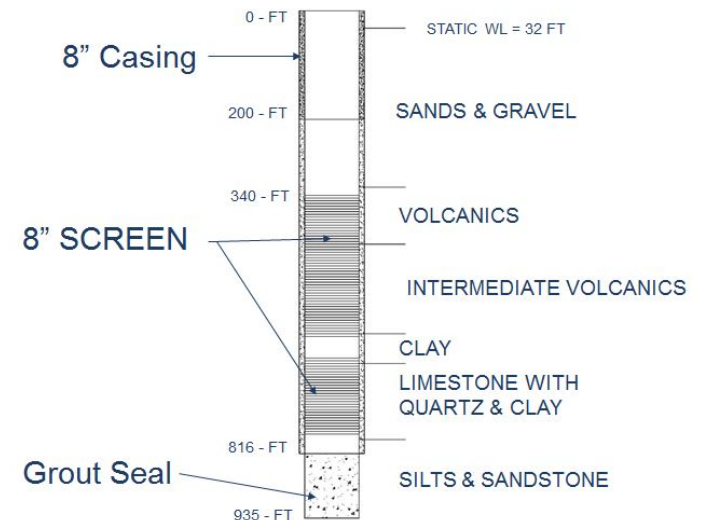 0 - FT
STATIC WL = 32 FT
8” Casing
200 - FT
SANDS & GRAVEL
340 - FT
VOLCANICS
8” SCREEN
INTERMEDIATE VOLCANICS
CLAY
LIMESTONE WITH
QUARTZ & CLAY
816 - FT
Grout Seal
SILTS & SANDSTONE
935 - FT